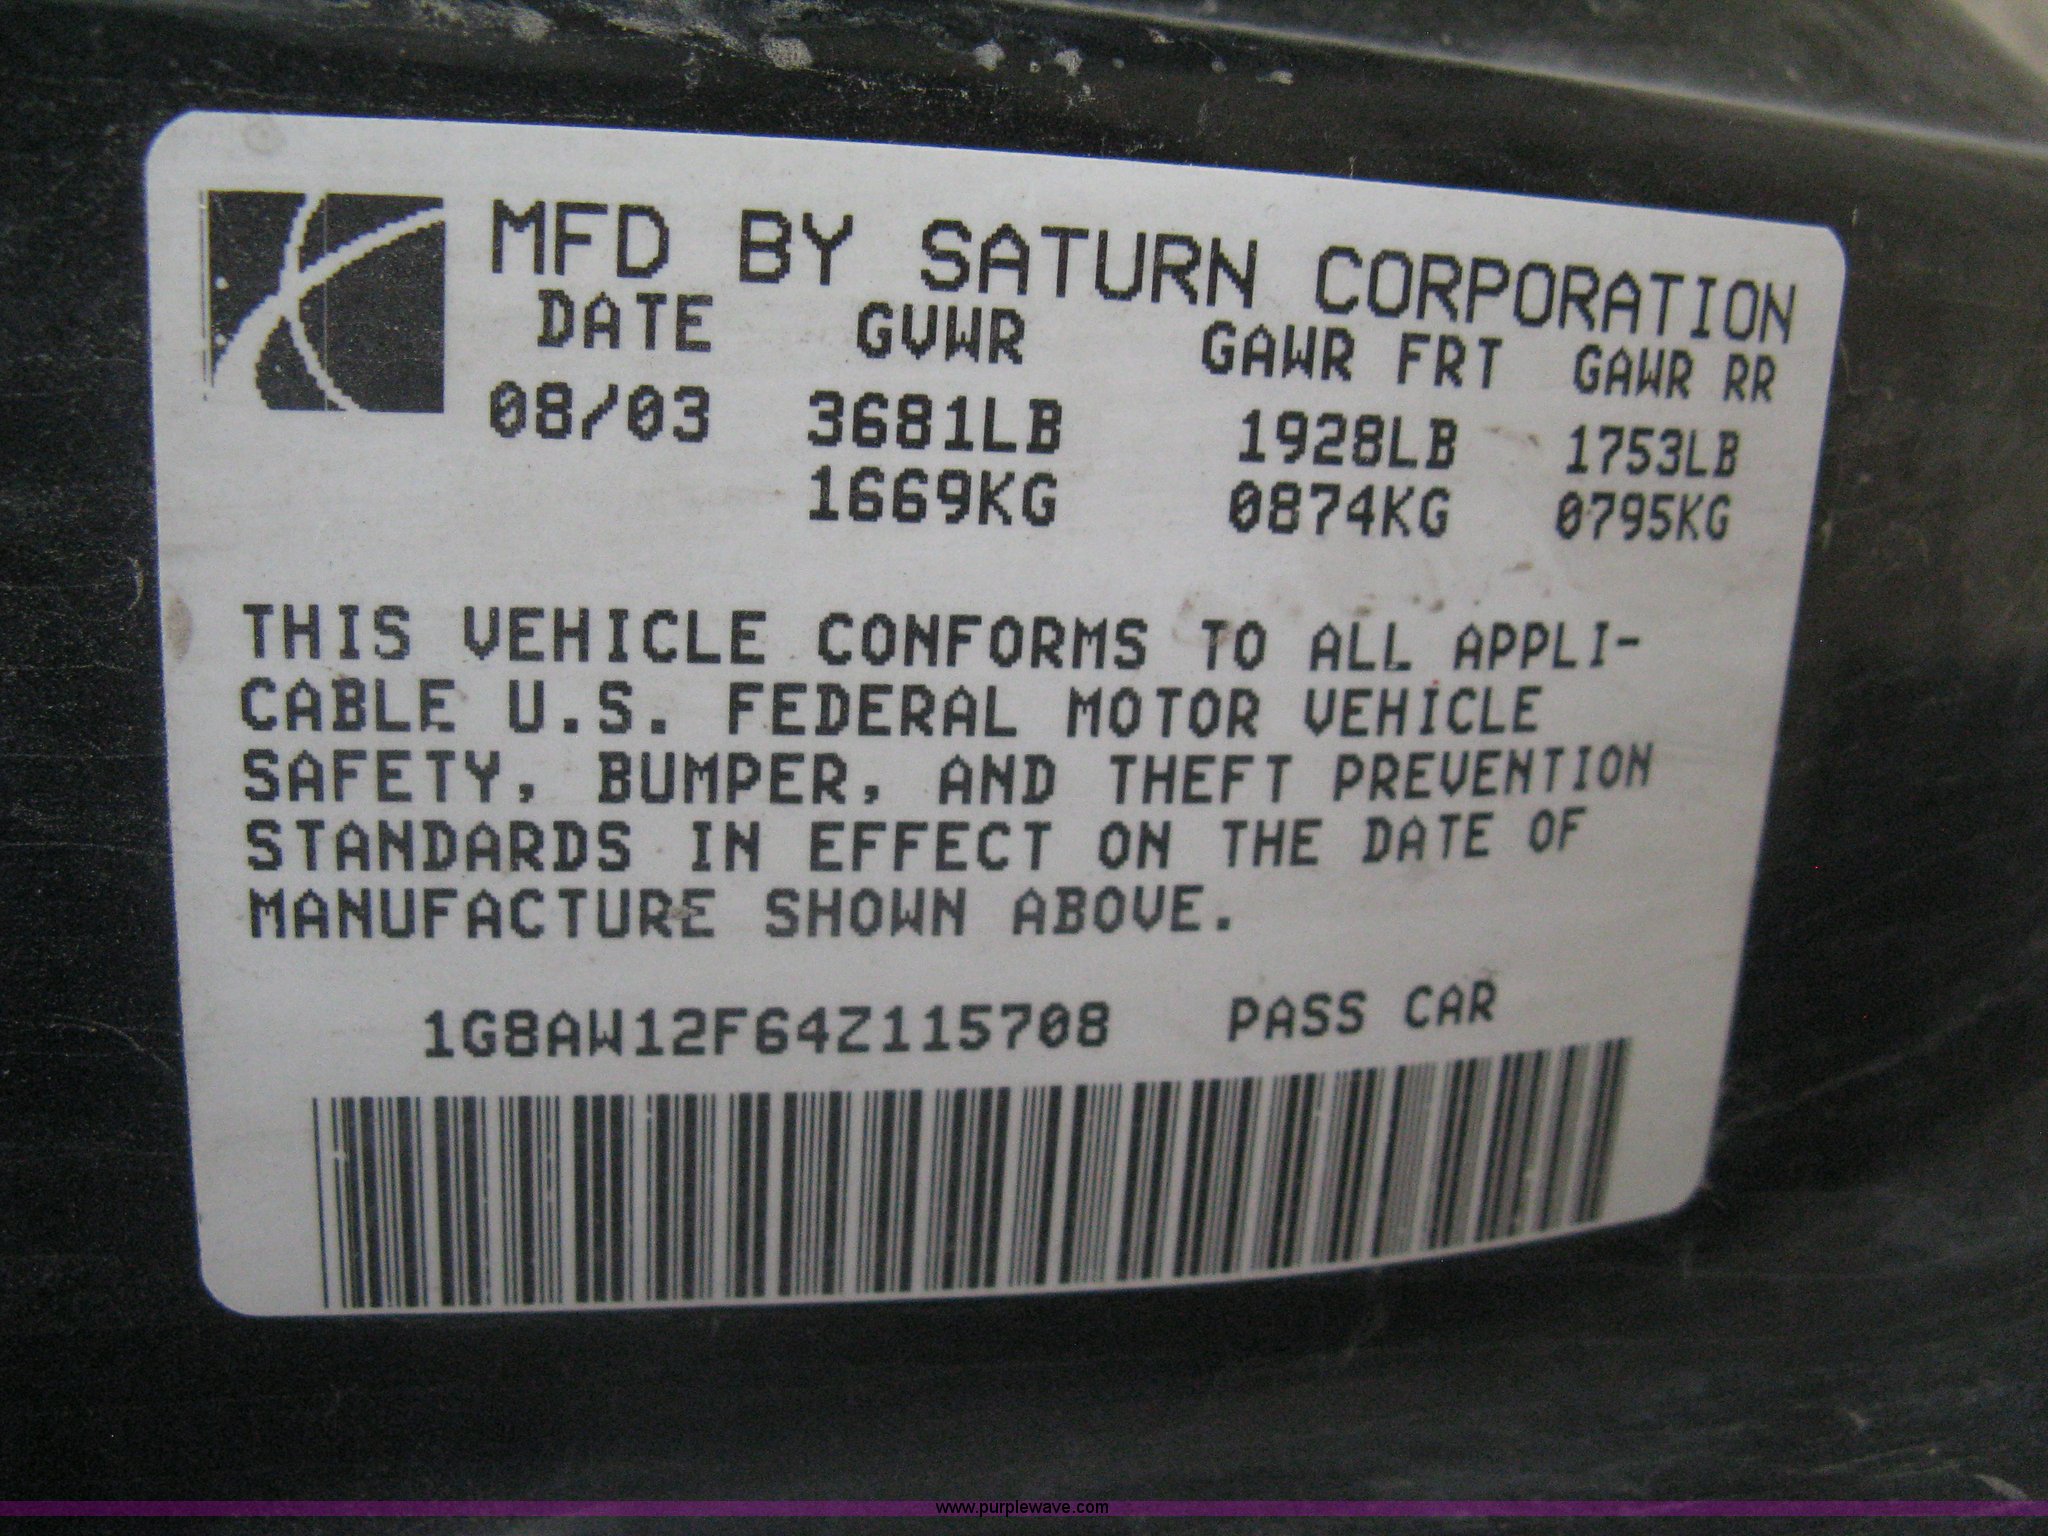 MFD BY SATURN CORPORATION
DATE GVWR GAWR FRT GAWR RR
08/03 3681LB 1928LB 1753LB
1669KG 0874KG 0795KG
THIS VEHICLE CONFORMS TO ALL APPLI-
CABLE U.S. FEDERAL MOTOR VEHICLE
SAFETY, BUMPER, AND THEFT PREVENTION
STANDARDS IN EFFECT ON THE DATE OF
MANUFACTURE SHOWN ABOVE.
1G8AW12F64Z115708 PASS CAR
www.purplewave.com